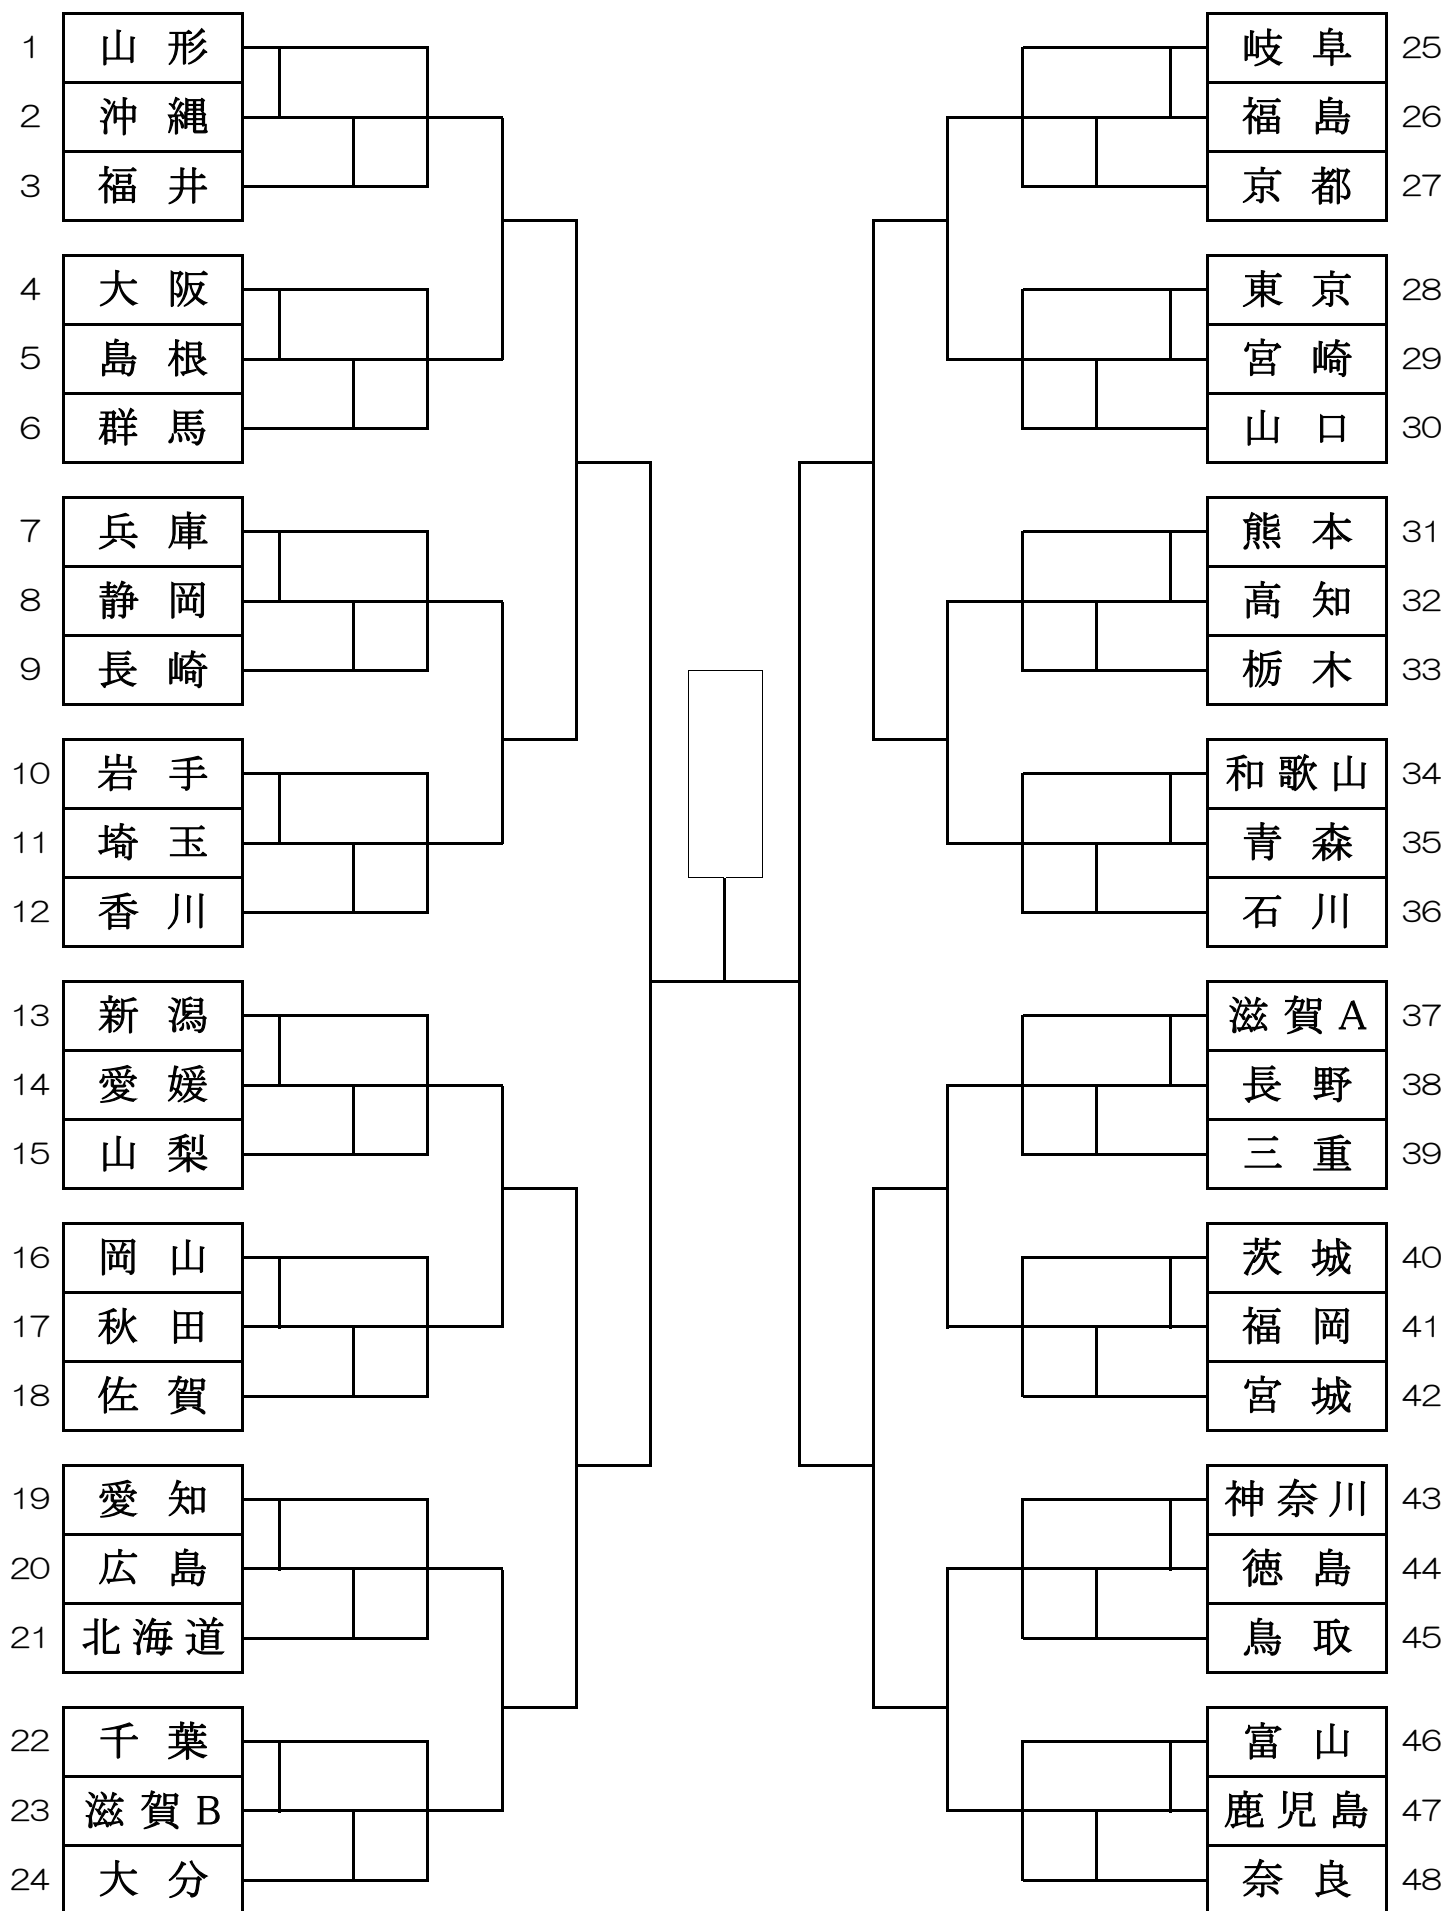 1 山形
2 沖縄
3 福井
4 大阪
5 島根
6 群馬
7 兵庫
8 静岡
9 長崎
10 岩手
11 埼玉
12 香川
13 新潟
14 愛媛
15 山梨
16 岡山
17 秋田
18 佐賀
19 愛知
20 広島
21 北海道
22 千葉
23 滋賀B
24 大分
岐阜 25
福島 26
京都 27
東京 28
宮崎 29
山口 30
熊本 31
高知 32
栃木 33
和歌山 34
青森 35
石川 36
滋賀A 37
長野 38
三重 39
茨城 40
福岡 41
宮城 42
神奈川 43
徳島 44
鳥取 45
富山 46
鹿児島 47
奈良 48